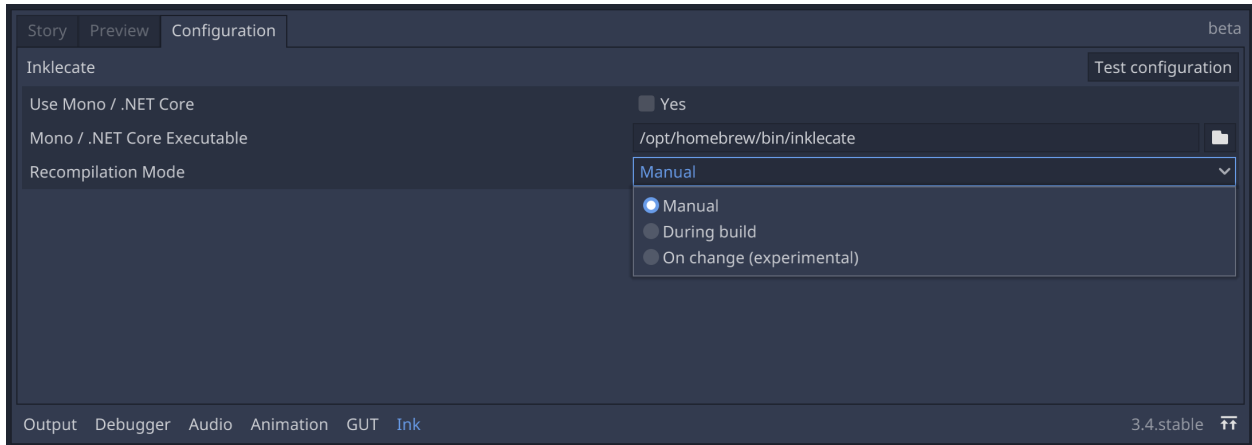 Story Preview Configuration beta
Inklecate Test configuration
Use Mono / .NET Core Yes
Mono / .NET Core Executable /opt/homebrew/bin/inklecate
Recompilation Mode Manual
Manual
During build
On change (experimental)
Output Debugger Audio Animation GUT Ink 3.4.stable